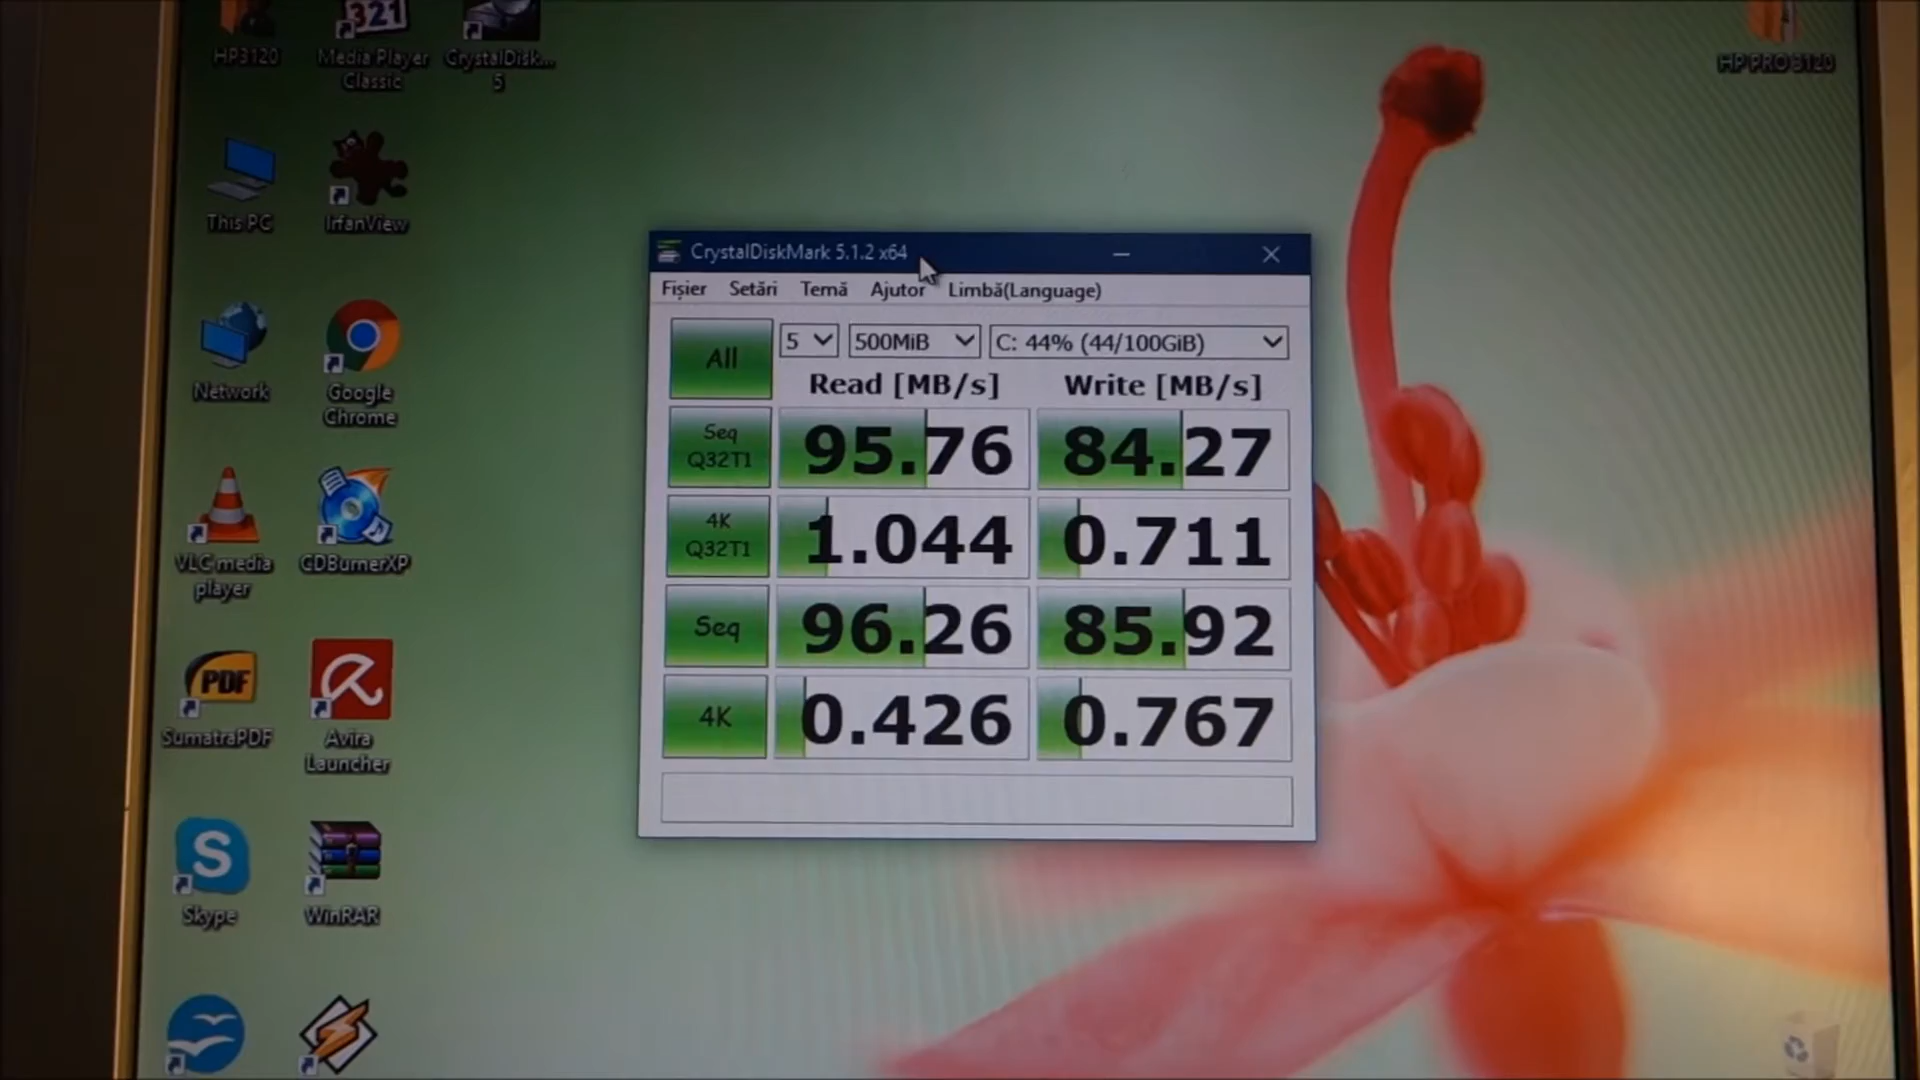 HP3120
Media Player
Classic
CrystalDisk...
5
HP PRO 3120
This PC
IrfanView
Network
Google
Chrome
VLC media
player
CDBurnerXP
PDF
SumatraPDF
Avira
Launcher
S
Skype
WinRAR
321
CrystalDiskMark 5.1.2 x64
Fișier Setări Temă Ajutor Limbă(Language)
All 5 500MiB C: 44% (44/100GiB)
Read [MB/s] Write [MB/s]
Seq
Q32T1 95.76 84.27
4K
Q32T1 1.044 0.711
Seq 96.26 85.92
4K 0.426 0.767